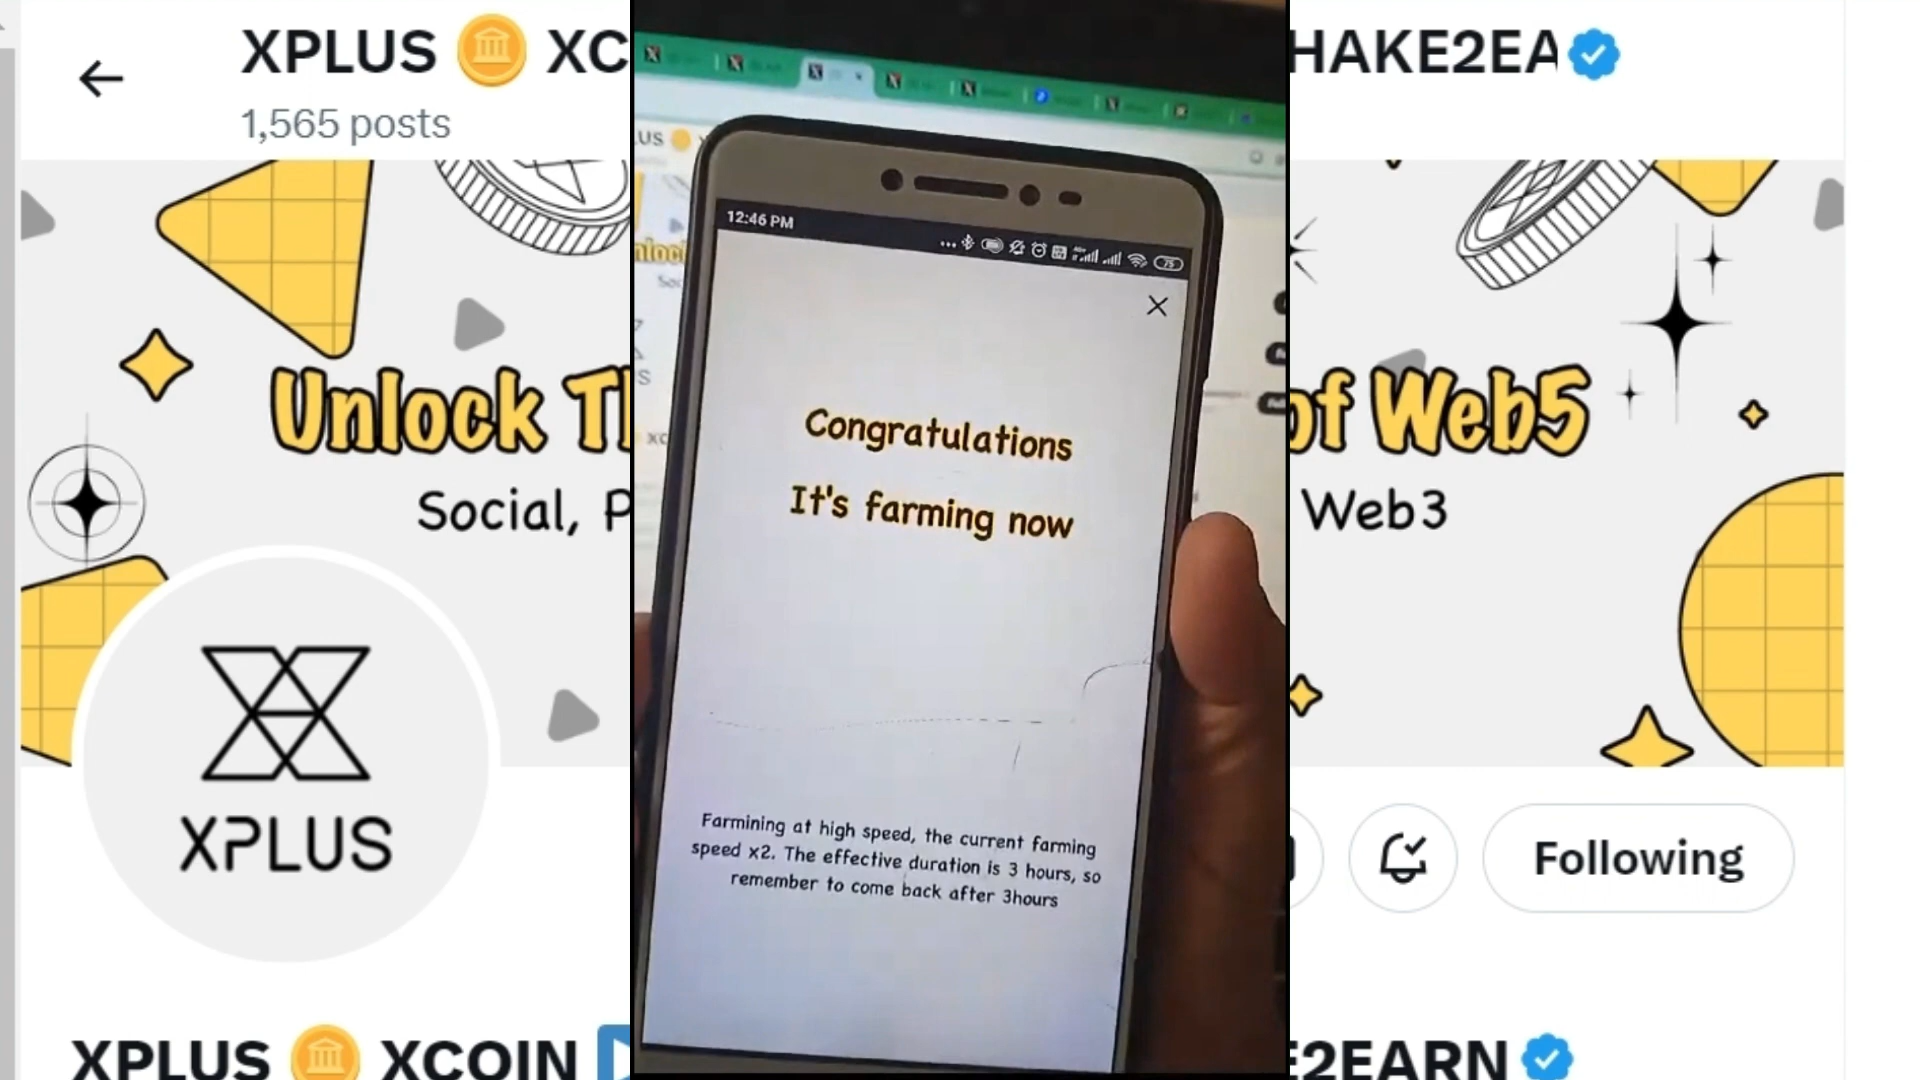 XPLUS XC
HAKE2EA
1,565 posts
12:46 PM
75
Congratulations
It's farming now
Unlock T
of Web5
Social, P
Web3
XPLUS
Farmining at high speed, the current farming
speed x2. The effective duration is 3 hours, so
remember to come back after 3hours
Following
XPLUS XCOIN
E2EARN